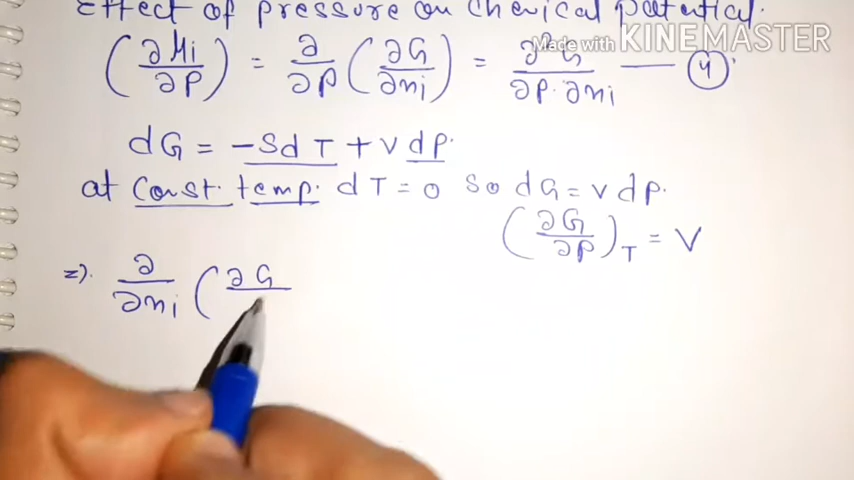 Effect of pressure on chemical potential.
Made with KINEMASTER
(∂μi/∂P) = ∂/∂P (∂G/∂ni) = ∂²G/∂P·∂ni —— (4)
dG = -SdT + VdP.
at const. temp. dT = 0 so dG = VdP.
(∂G/∂P)T = V
=>. ∂/∂ni (∂G